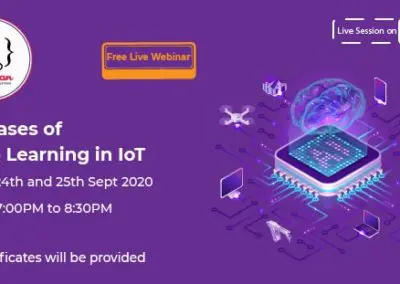 Live Session on
Free Live Webinar
ases of
Learning in IoT
24th and 25th Sept 2020
7:00PM to 8:30PM
ficates will be provided